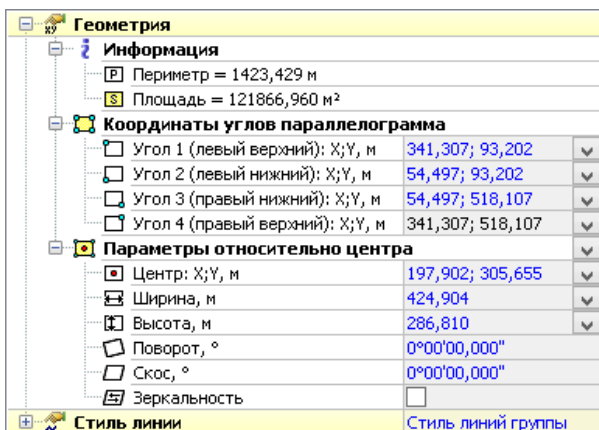 Геометрия
Информация
Периметр = 1423,429 м
Площадь = 121866,960 м²
Координаты углов параллелограмма
Угол 1 (левый верхний): X;Y, м 341,307; 93,202
Угол 2 (левый нижний): X;Y, м 54,497; 93,202
Угол 3 (правый нижний): X;Y, м 54,497; 518,107
Угол 4 (правый верхний): X;Y, м 341,307; 518,107
Параметры относительно центра
Центр: X;Y, м 197,902; 305,655
Ширина, м 424,904
Высота, м 286,810
Поворот, ° 0°00'00,000"
Скос, ° 0°00'00,000"
Зеркальность
Стиль линии Стиль линий группы